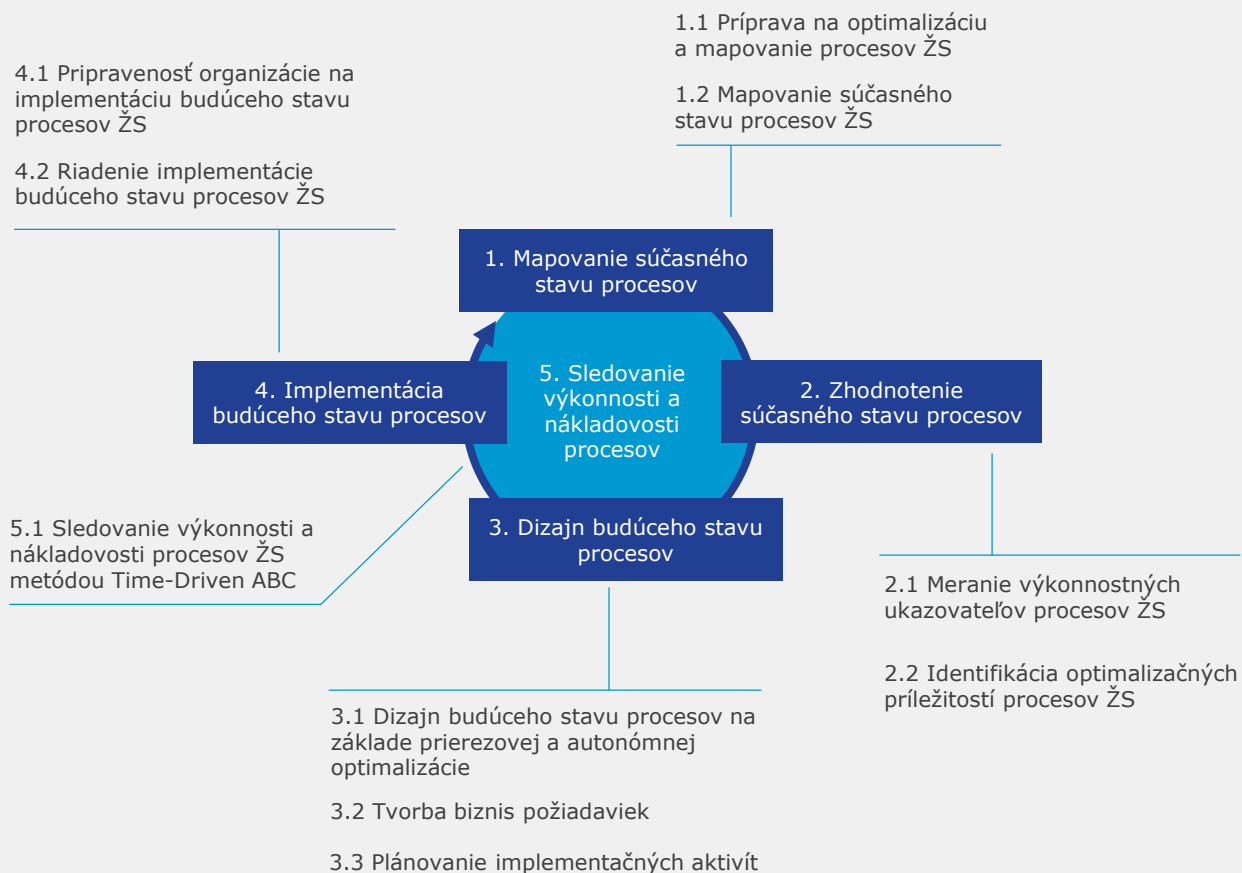 1.1 Príprava na optimalizáciu
a mapovanie procesov ŽS
1.2 Mapovanie súčasného
stavu procesov ŽS
4.1 Pripravenosť organizácie na
implementáciu budúceho stavu
procesov ŽS
4.2 Riadenie implementácie
budúceho stavu procesov ŽS
1. Mapovanie súčasného
stavu procesov
4. Implementácia
budúceho stavu procesov
5. Sledovanie
výkonnosti a
nákladovosti
procesov
2. Zhodnotenie
súčasného stavu procesov
3. Dizajn budúceho stavu
procesov
5.1 Sledovanie výkonnosti a
nákladovosti procesov ŽS
metódou Time-Driven ABC
2.1 Meranie výkonnostných
ukazovateľov procesov ŽS
2.2 Identifikácia optimalizačných
príležitostí procesov ŽS
3.1 Dizajn budúceho stavu procesov na
základe prierezovej a autonómnej
optimalizácie
3.2 Tvorba biznis požiadaviek
3.3 Plánovanie implementačných aktivít